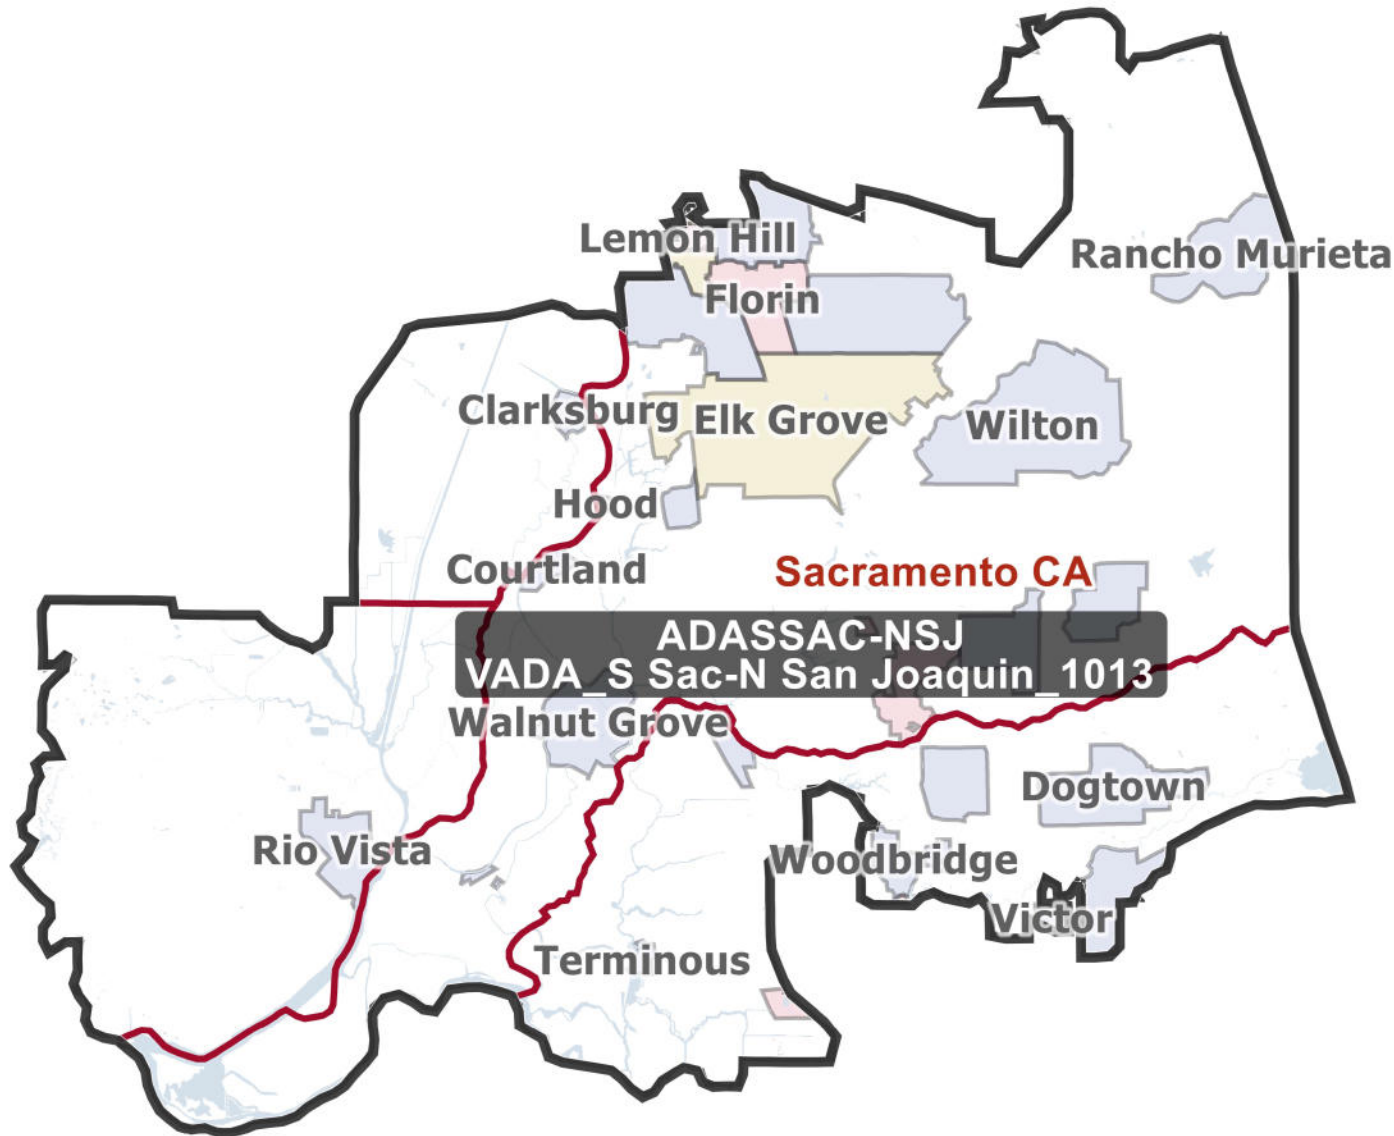 Lemon Hill
Rancho Murieta
Florin
Clarksburg
Elk Grove
Wilton
Hood
Courtland
Sacramento CA
ADASSAC-NSJ
VADA_S Sac-N San Joaquin_1013
Walnut Grove
Dogtown
Rio Vista
Woodbridge
Victor
Terminous